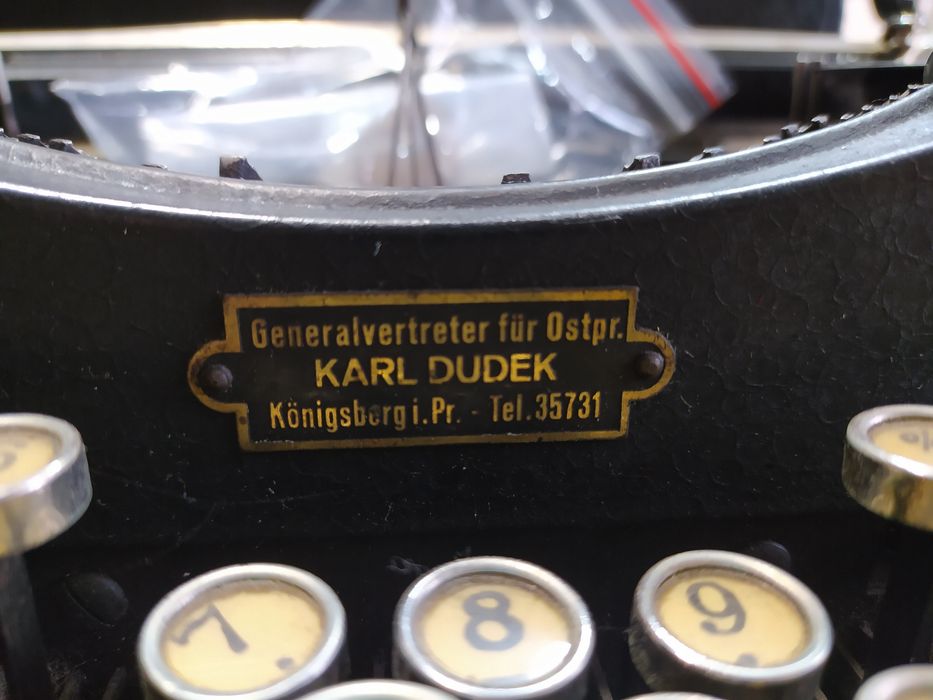 Generalvertreter für Ostpr.
KARL DUDEK
Königsberg i. Pr. - Tel. 35731
7 8 9